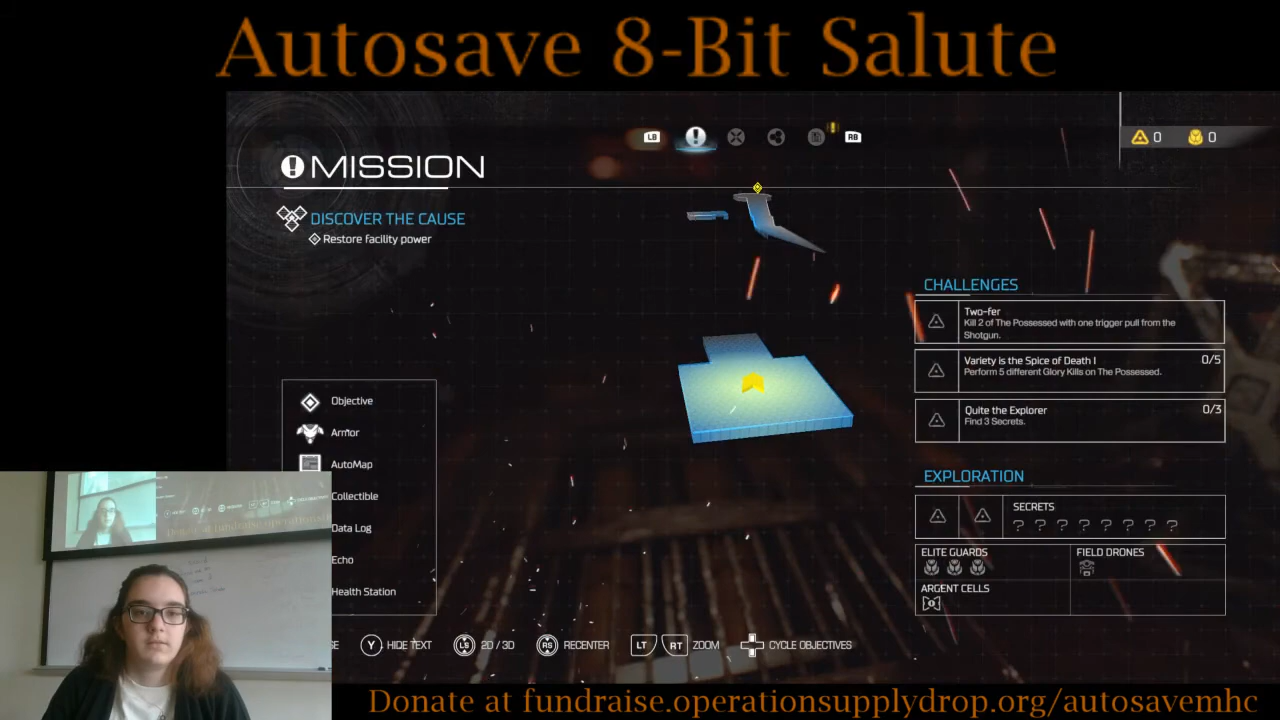 Autosave 8-Bit Salute
LB
RB
0
0
MISSION
DISCOVER THE CAUSE
Restore facility power
CHALLENGES
Two-fer
Kill 2 of The Possessed with one trigger pull from the
Shotgun.
Variety is the Spice of Death I
0/5
Perform 5 different Glory Kills on The Possessed.
Quite the Explorer
0/3
Find 3 Secrets.
Objective
Armor
AutoMap
Collectible
Data Log
Echo
Health Station
EXPLORATION
SECRETS
? ? ? ? ? ? ? ?
ELITE GUARDS
FIELD DRONES
ARGENT CELLS
SE
Y HIDE TEXT
LS 2D / 3D
RS RECENTER
LT RT ZOOM
CYCLE OBJECTIVES
Donate at fundraise.operationsupplydrop.org/autosavemhc